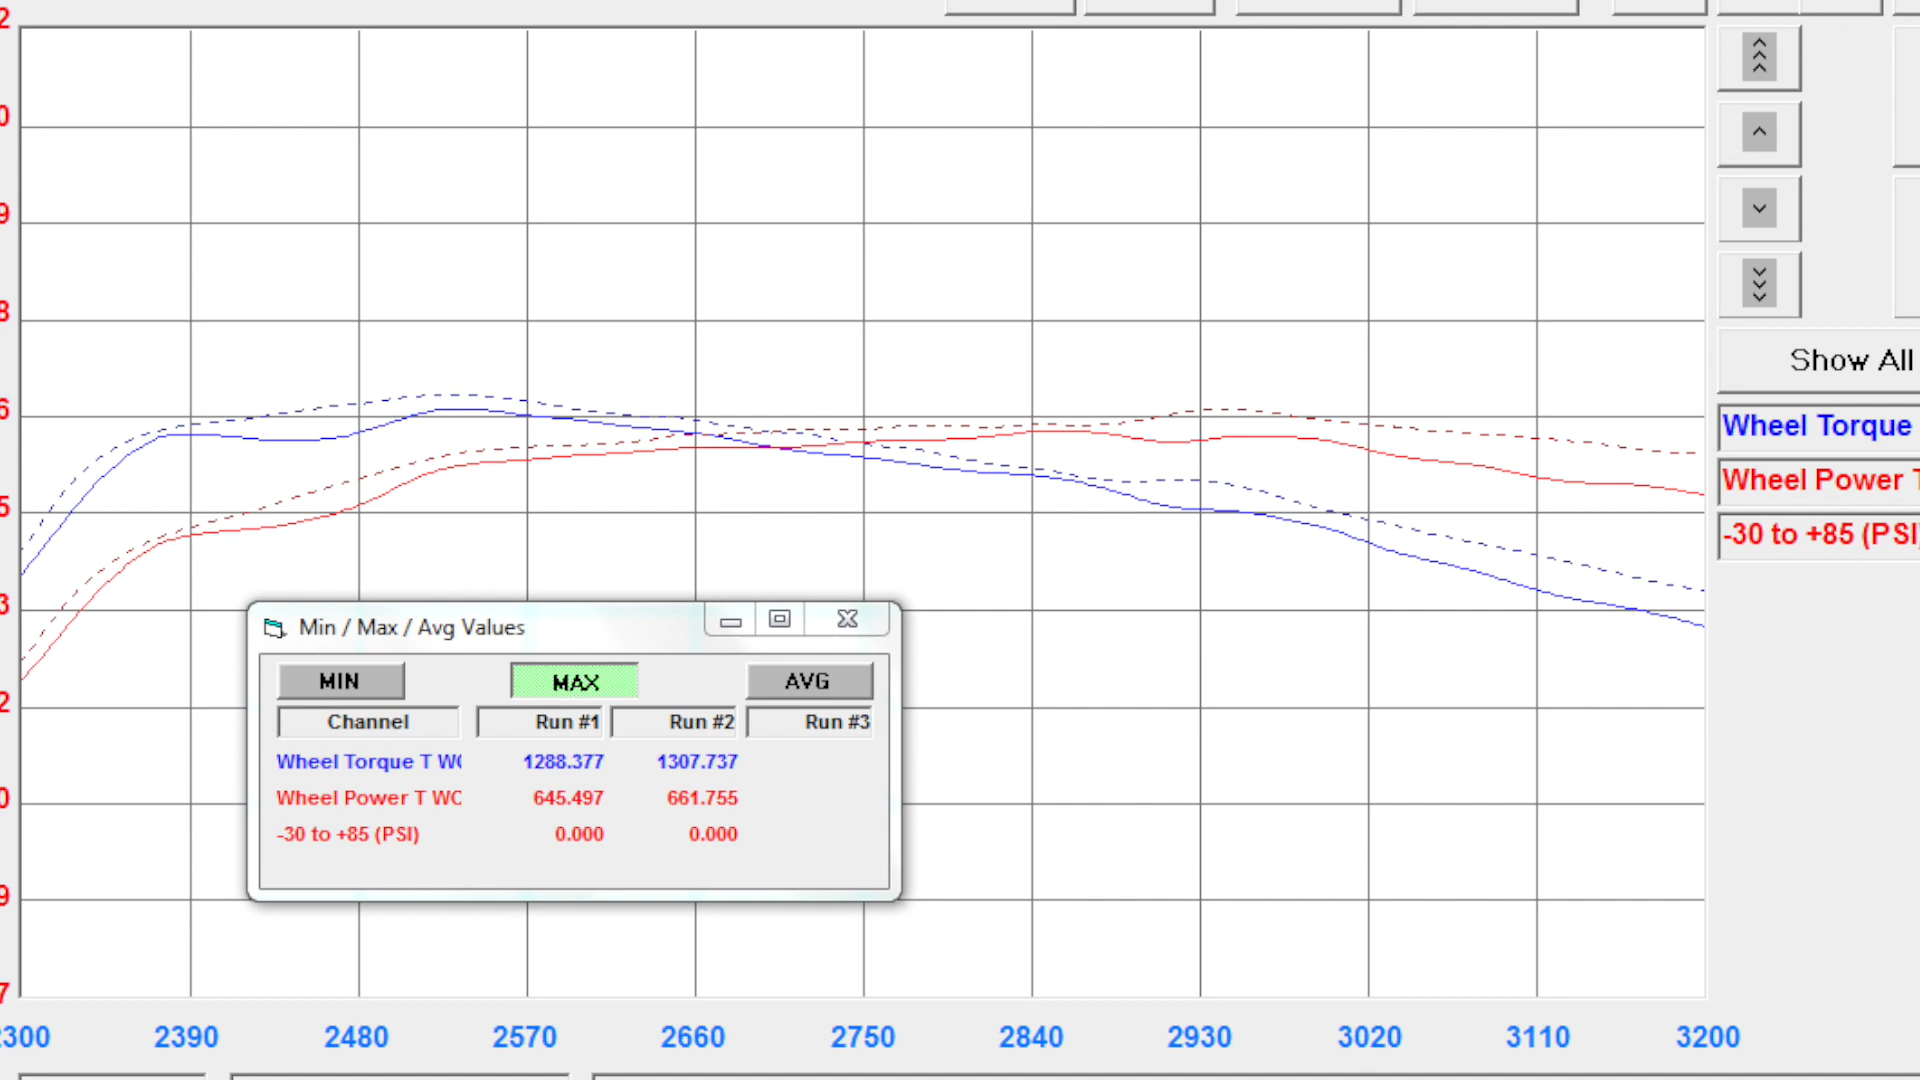 2
0
9
8
6
5
3
2
0
9
7
Show All
Wheel Torque
Wheel Power T
-30 to +85 (PSI)
Min / Max / Avg Values
MIN MAX AVG
Channel Run #1 Run #2 Run #3
Wheel Torque T WO 1288.377 1307.737
Wheel Power T WO 645.497 661.755
-30 to +85 (PSI) 0.000 0.000
2300 2390 2480 2570 2660 2750 2840 2930 3020 3110 3200